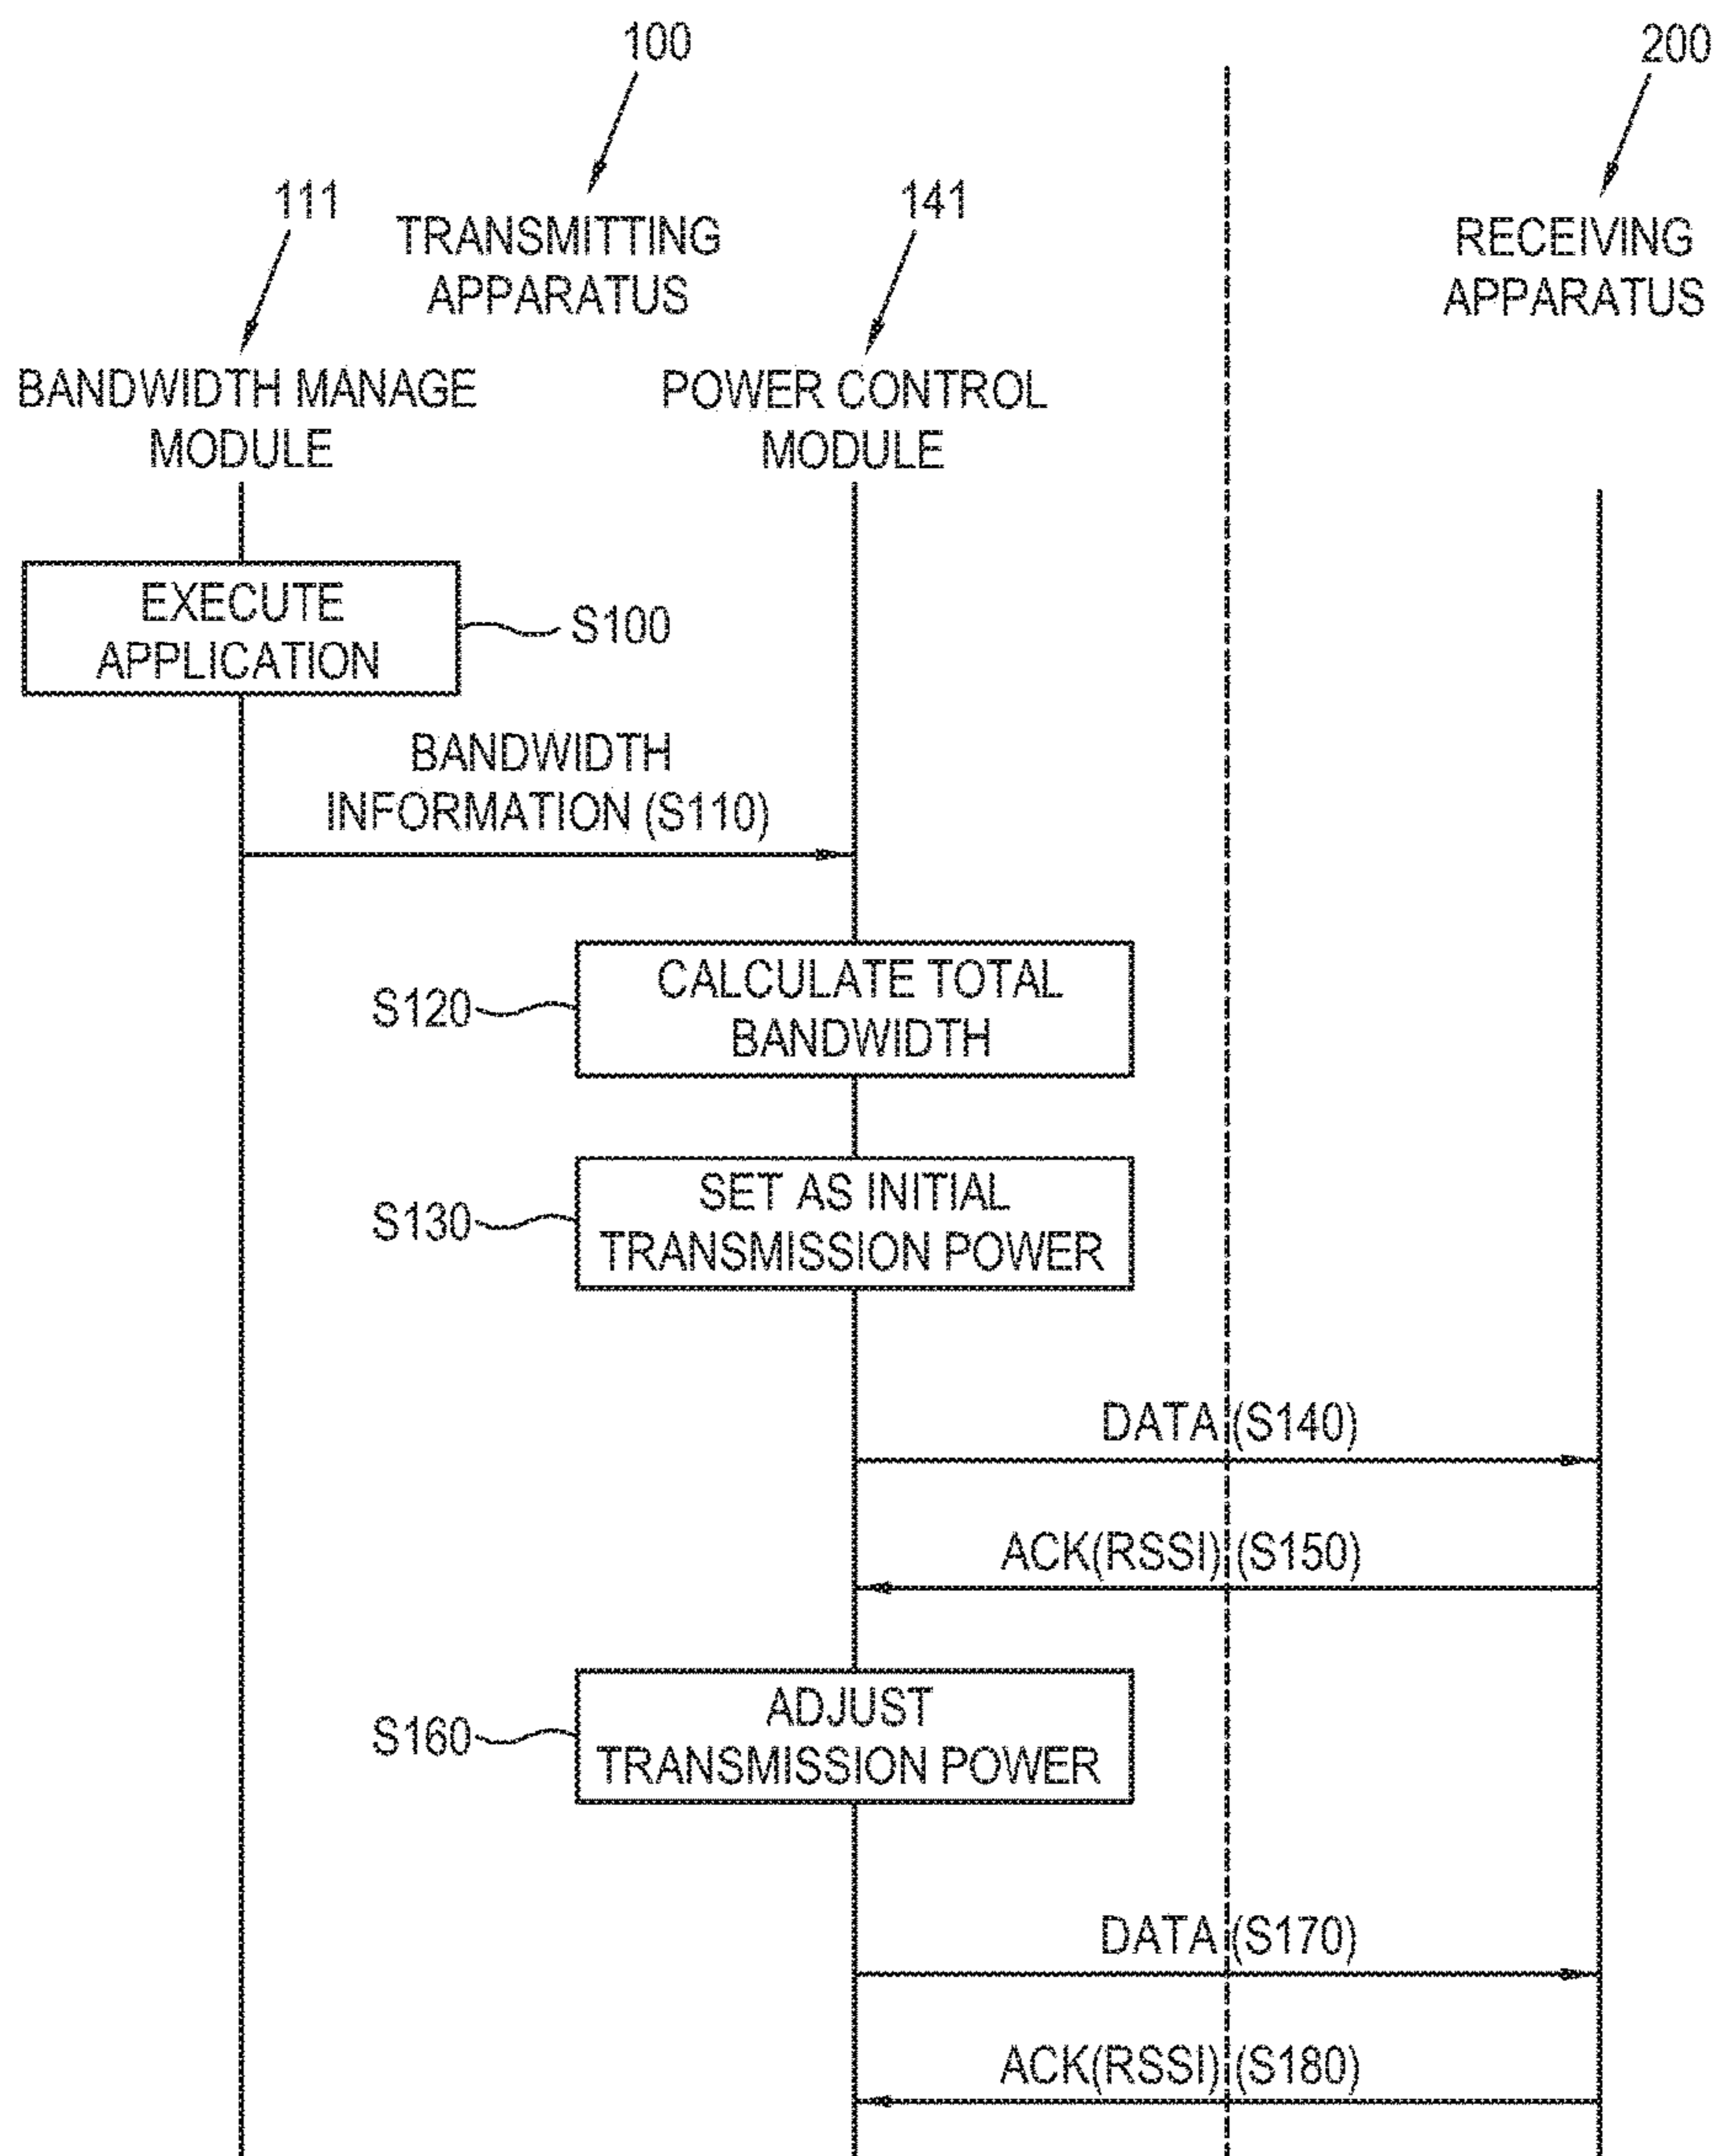 100
200
111
TRANSMITTING
APPARATUS
141
RECEIVING
APPARATUS
BANDWIDTH MANAGE
MODULE
POWER CONTROL
MODULE
EXECUTE
APPLICATION
S100
BANDWIDTH
INFORMATION (S110)
CALCULATE TOTAL
BANDWIDTH
S120
SET AS INITIAL
TRANSMISSION POWER
S130
DATA (S140)
ACK(RSSI) (S150)
ADJUST
TRANSMISSION POWER
S160
DATA (S170)
ACK(RSSI) (S180)